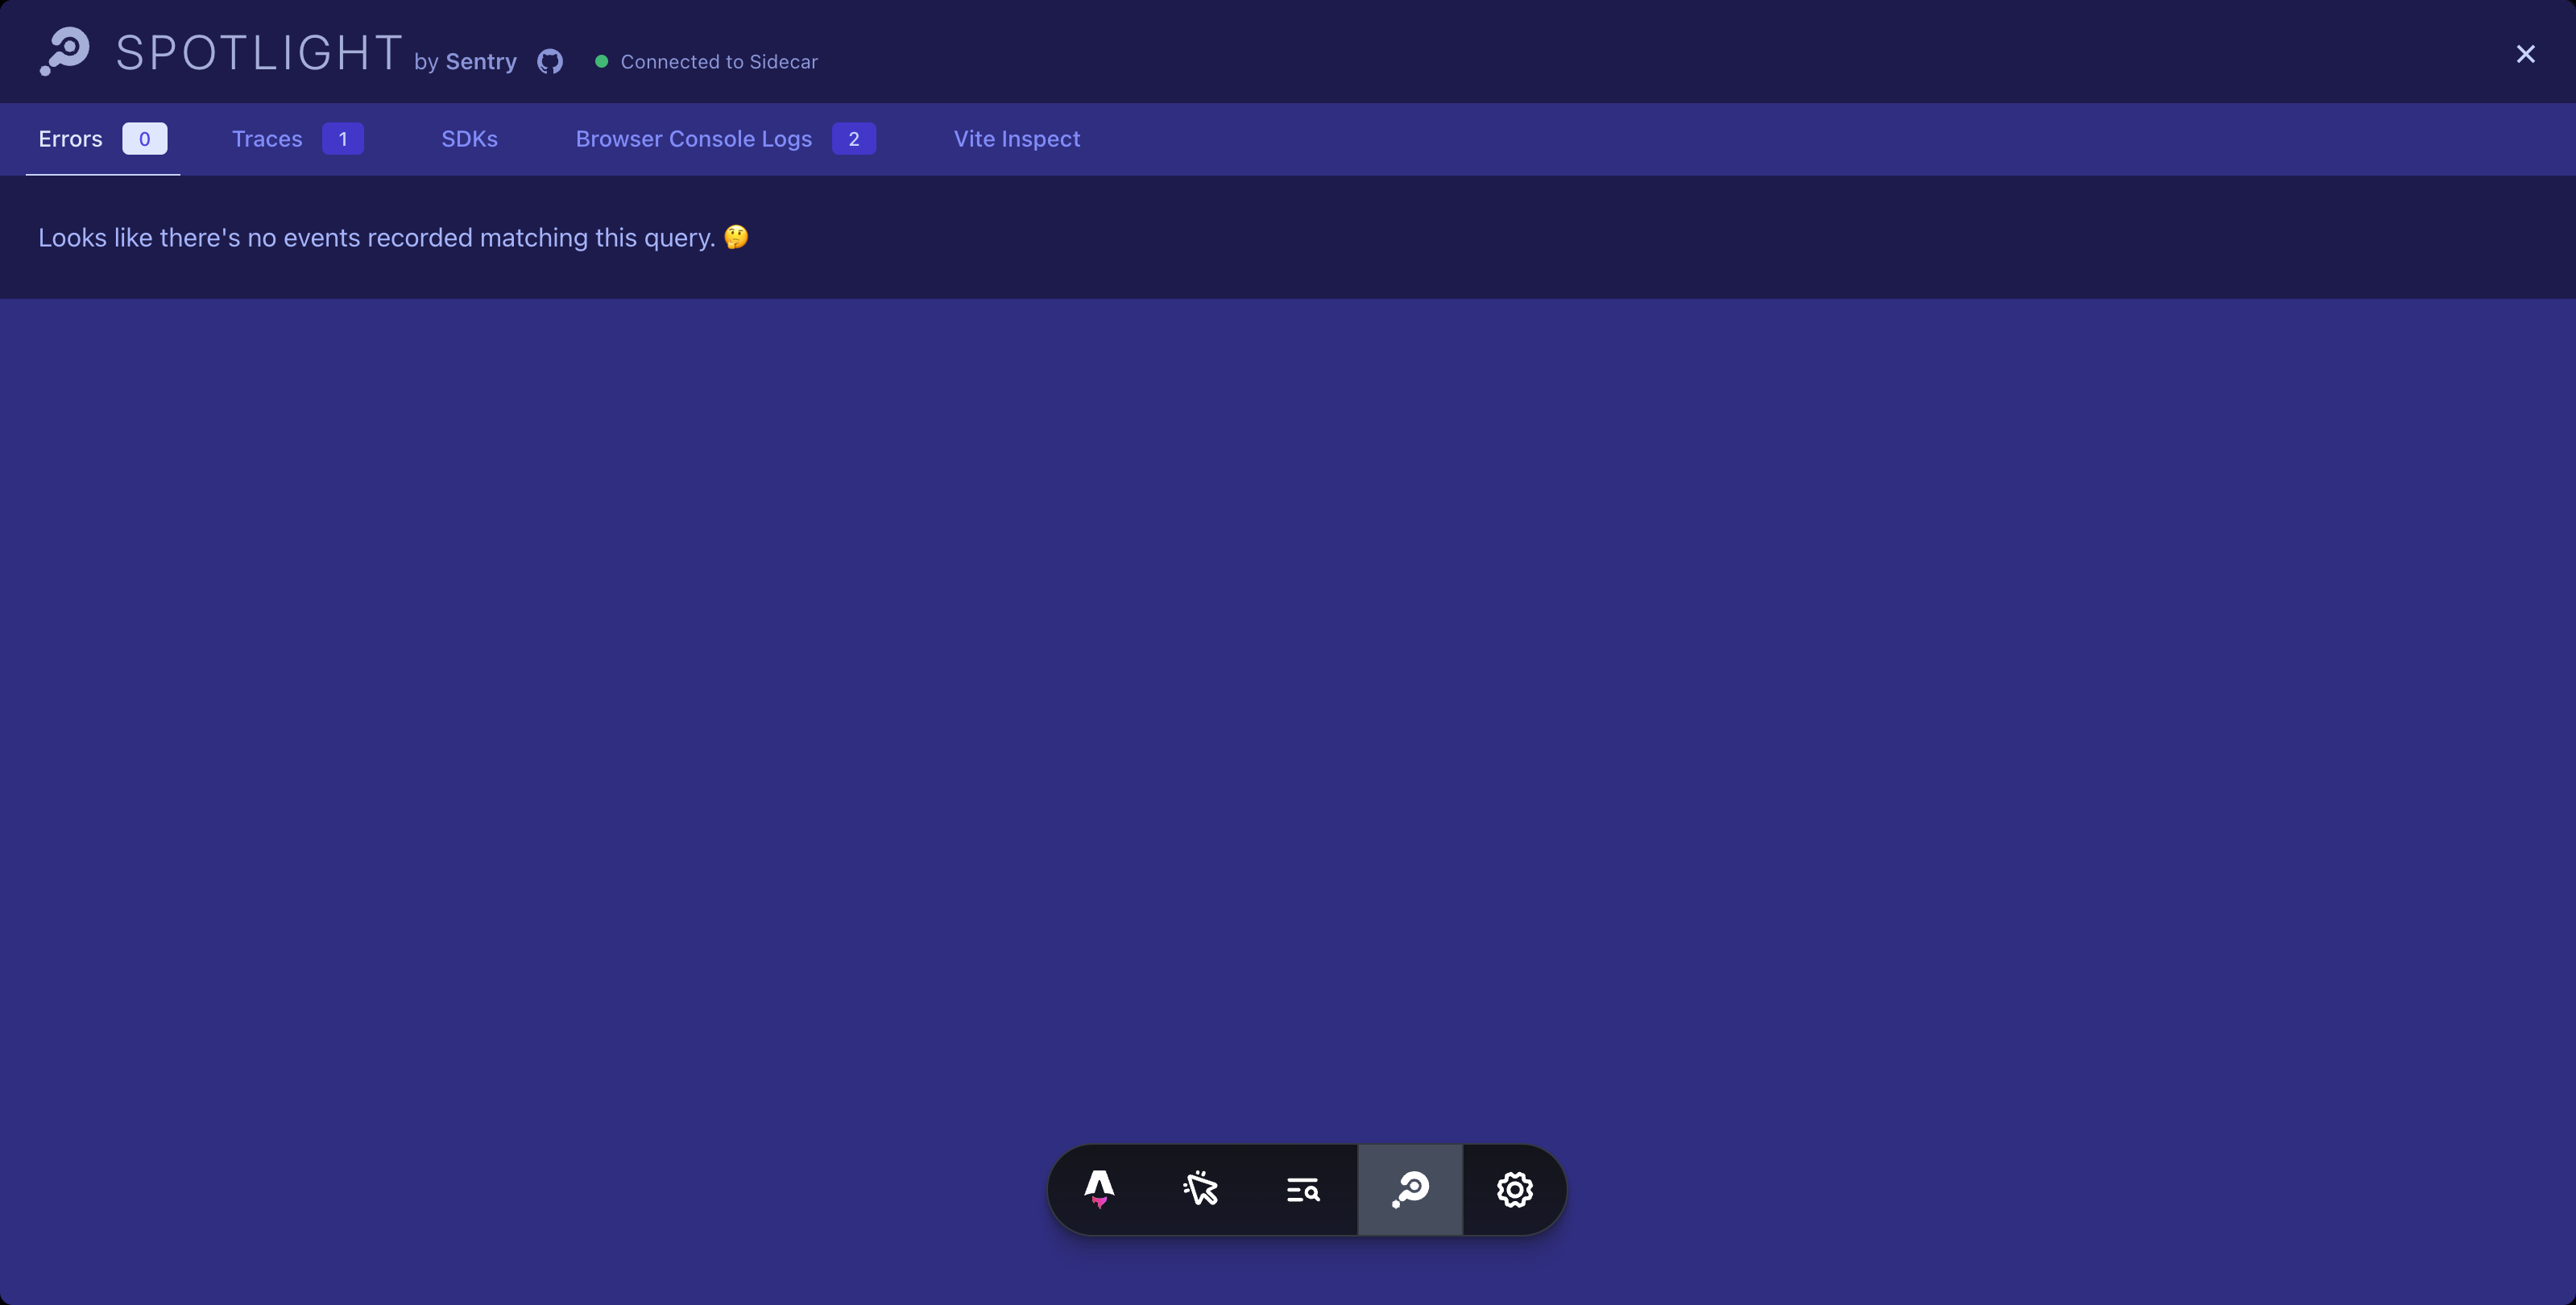 SPOTLIGHT by Sentry Connected to Sidecar
Errors 0 Traces 1 SDKs Browser Console Logs 2 Vite Inspect
Looks like there's no events recorded matching this query. 🤔